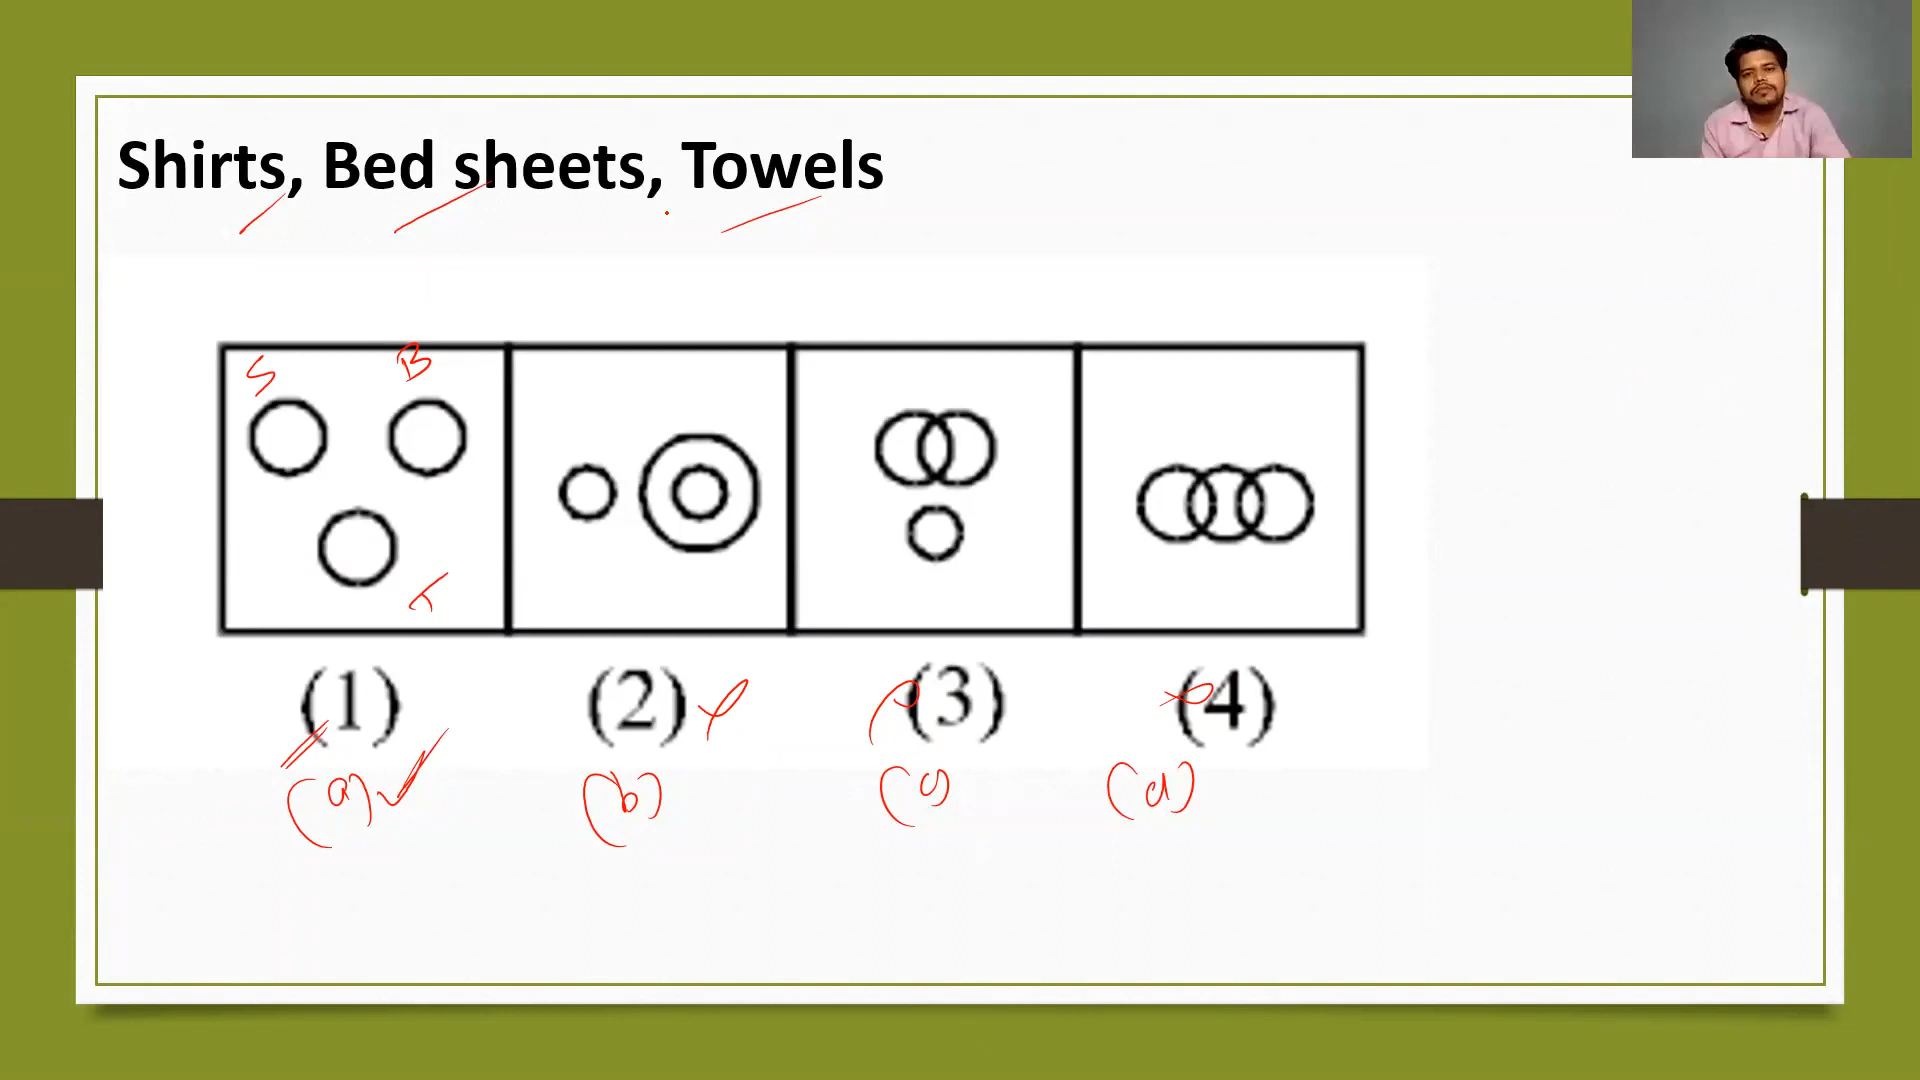 Shirts, Bed sheets, Towels
S B
T
(1) (2) (3) (4)
(a) (b) (c) (d)